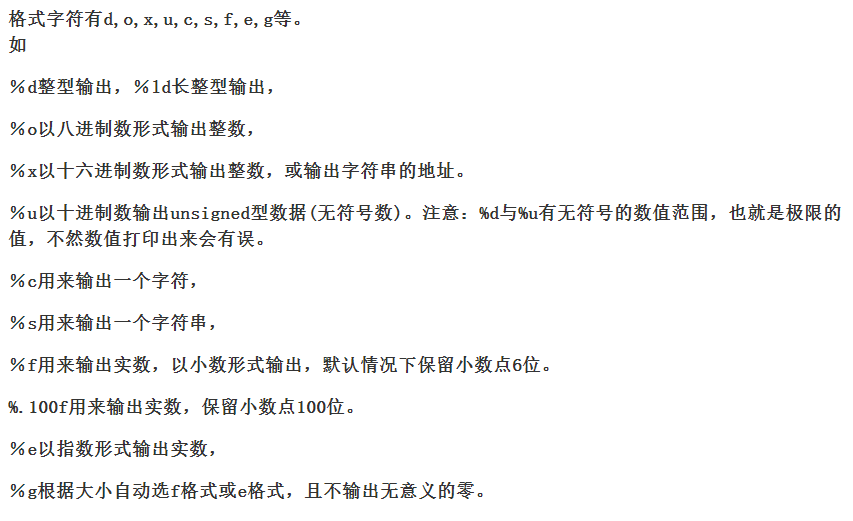 格式字符有d,o,x,u,c,s,f,e,g等。
如
％d整型输出，％ld长整型输出，
％o以八进制数形式输出整数，
％x以十六进制数形式输出整数，或输出字符串的地址。
％u以十进制数输出unsigned型数据(无符号数)。注意：%d与%u有无符号的数值范围，也就是极限的
值，不然数值打印出来会有误。
％c用来输出一个字符，
％s用来输出一个字符串，
％f用来输出实数，以小数形式输出，默认情况下保留小数点6位。
%.100f用来输出实数，保留小数点100位。
％e以指数形式输出实数，
％g根据大小自动选f格式或e格式，且不输出无意义的零。